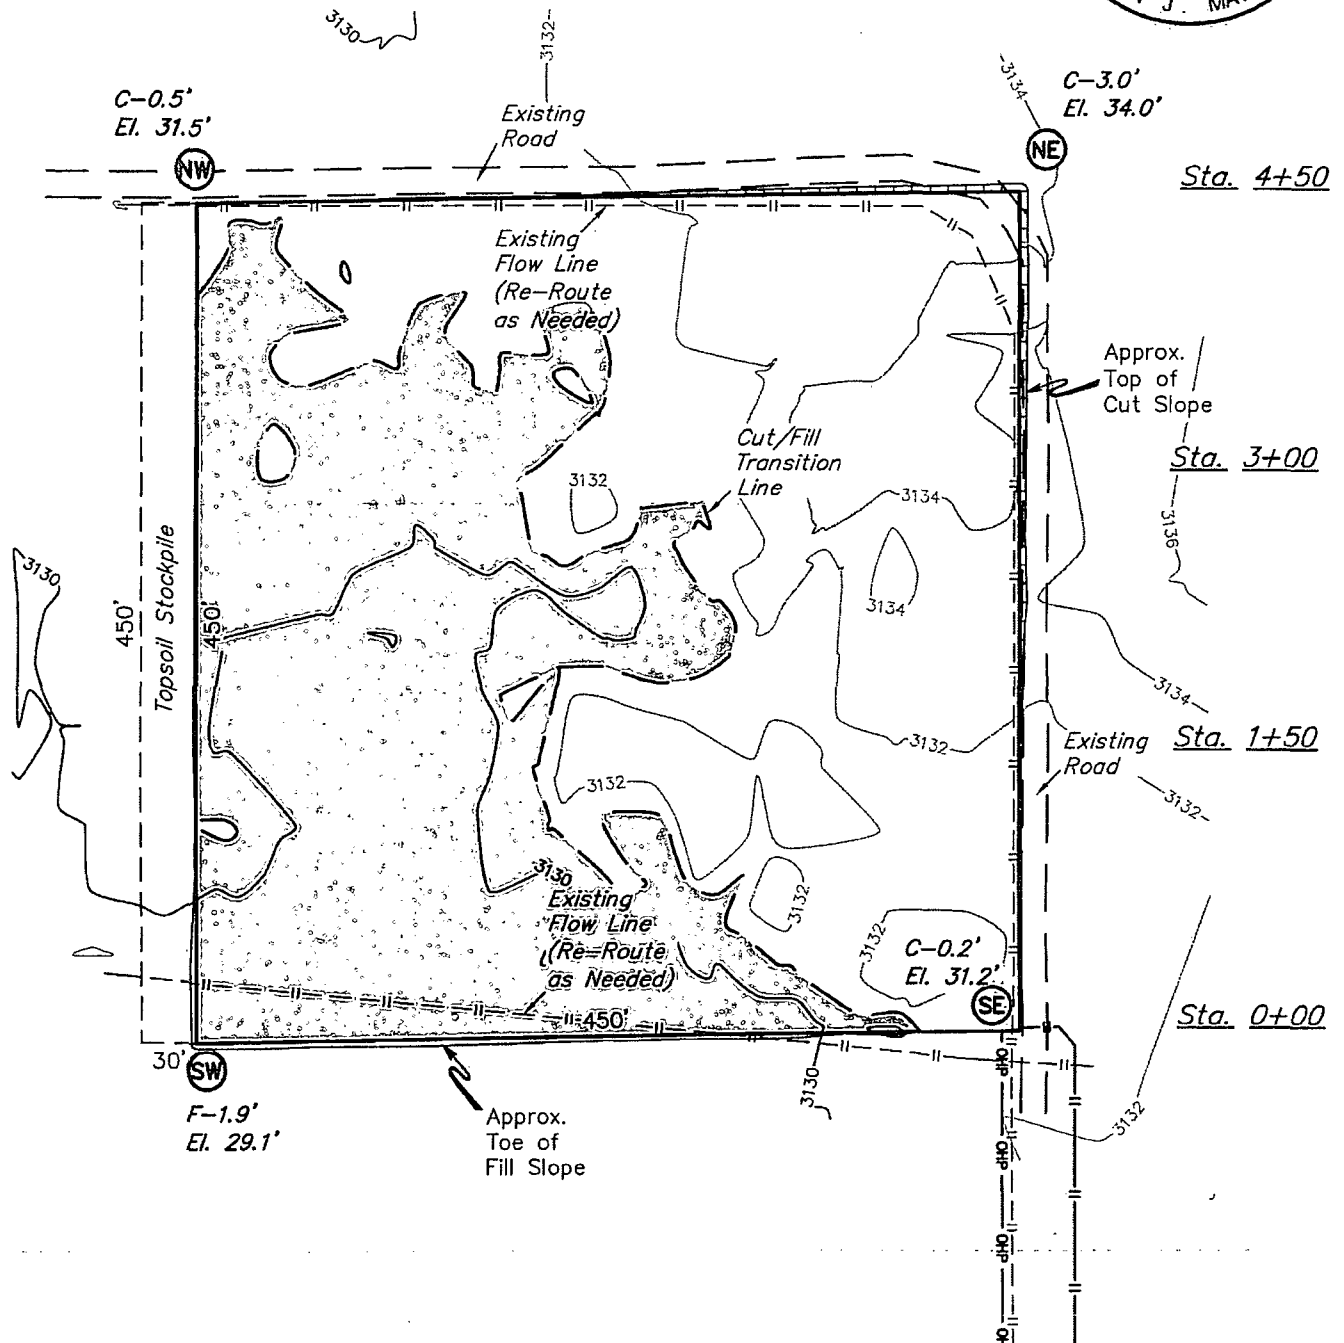 J. MA
3130
3132
3134
C-3.0'
El. 34.0'
C-0.5'
El. 31.5'
Existing
Road
NW
NE
Sta. 4+50
Existing
Flow Line
(Re-Route
as Needed)
Approx.
Top of
Cut Slope
Cut/Fill
Transition
Line
Sta. 3+00
3132
3134
3136
3130
Topsoil Stockpile
450'
450'
3134
3134
3132
Existing
Road
Sta. 1+50
3132
3132
3130
Existing
Flow Line
(Re-Route
as Needed)
3132
3132
C-0.2'
El. 31.2'
SE
Sta. 0+00
450'
30'
SW
F-1.9'
El. 29.1'
Approx.
Toe of
Fill Slope
3130
3132
OHP
OHP
OHP